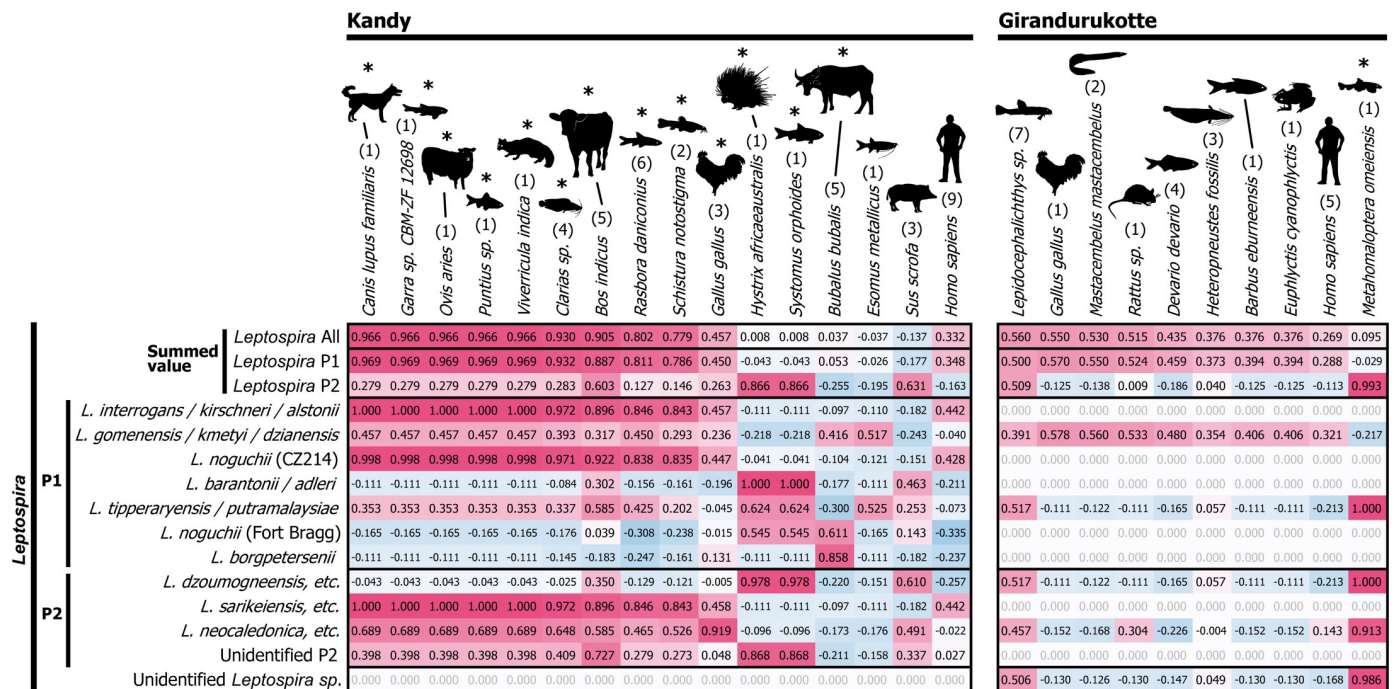 Kandy
Girandurukotte
* * * * * * * * * * * * * *
(1) (1) (1) (1) (1) (4) (5) (6) (2) (3) (1) (1) (5) (1) (3) (9)
(7) (1) (2) (1) (4) (3) (1) (1) (5) (1)
Canis lupus familiaris
Garra sp. CBM-ZF 12698
Ovis aries
Puntius sp.
Viverricula indica
Clarias sp.
Bos indicus
Rasbora daniconius
Schistura notostigma
Gallus gallus
Hystrix africaeaustralis
Systomus orphoides
Bubalus bubalis
Esomus metallicus
Sus scrofa
Homo sapiens
Lepidocephalichthys sp.
Gallus gallus
Mastacembelus mastacembelus
Rattus sp.
Devario devario
Heteropneustes fossilis
Barbus eburneensis
Euphlyctis cyanophlyctis
Homo sapiens
Metahomaloptera omeiensis
Summed value
Leptospira All 0.966 0.966 0.966 0.966 0.966 0.930 0.905 0.802 0.779 0.457 0.008 0.008 0.037 -0.037 -0.137 0.332 0.560 0.550 0.530 0.515 0.435 0.376 0.376 0.376 0.269 0.095
Leptospira P1 0.969 0.969 0.969 0.969 0.969 0.932 0.887 0.811 0.786 0.450 -0.043 -0.043 0.053 -0.026 -0.177 0.348 0.500 0.570 0.550 0.524 0.459 0.373 0.394 0.394 0.288 -0.029
Leptospira P2 0.279 0.279 0.279 0.279 0.279 0.283 0.603 0.127 0.146 0.263 0.866 0.866 -0.255 -0.195 0.631 -0.163 0.509 -0.125 -0.138 0.009 -0.186 0.040 -0.125 -0.125 -0.113 0.993
Leptospira
P1
L. interrogans / kirschneri / alstonii 1.000 1.000 1.000 1.000 1.000 0.972 0.896 0.846 0.843 0.457 -0.111 -0.111 -0.097 -0.110 -0.182 0.442 0.000 0.000 0.000 0.000 0.000 0.000 0.000 0.000 0.000 0.000
L. gomenensis / kmetyi / dzianensis 0.457 0.457 0.457 0.457 0.457 0.393 0.317 0.450 0.293 0.236 -0.218 -0.218 0.416 0.517 -0.243 -0.040 0.391 0.578 0.560 0.533 0.480 0.354 0.406 0.406 0.321 -0.217
L. noguchii (CZ214) 0.998 0.998 0.998 0.998 0.998 0.971 0.922 0.838 0.835 0.447 -0.041 -0.041 -0.104 -0.121 -0.151 0.428 0.000 0.000 0.000 0.000 0.000 0.000 0.000 0.000 0.000 0.000
L. barantonii / adleri -0.111 -0.111 -0.111 -0.111 -0.111 -0.084 0.302 -0.156 -0.161 -0.196 1.000 1.000 -0.177 -0.111 0.463 -0.211 0.000 0.000 0.000 0.000 0.000 0.000 0.000 0.000 0.000 0.000
L. tipperaryensis / putramalaysiae 0.353 0.353 0.353 0.353 0.353 0.337 0.585 0.425 0.202 -0.045 0.624 0.624 -0.300 0.525 0.253 -0.073 0.517 -0.111 -0.122 -0.111 -0.165 0.057 -0.111 -0.111 -0.213 1.000
L. noguchii (Fort Bragg) -0.165 -0.165 -0.165 -0.165 -0.165 -0.176 0.039 -0.308 -0.238 -0.015 0.545 0.545 0.611 -0.165 0.143 -0.335 0.000 0.000 0.000 0.000 0.000 0.000 0.000 0.000 0.000 0.000
L. borgpetersenii -0.111 -0.111 -0.111 -0.111 -0.111 -0.145 -0.183 -0.247 -0.161 0.131 -0.111 -0.111 0.858 -0.111 -0.182 -0.237 0.000 0.000 0.000 0.000 0.000 0.000 0.000 0.000 0.000 0.000
P2
L. dzoumogneensis, etc. -0.043 -0.043 -0.043 -0.043 -0.043 -0.025 0.350 -0.129 -0.121 -0.005 0.978 0.978 -0.220 -0.151 0.610 -0.257 0.517 -0.111 -0.122 -0.111 -0.165 0.057 -0.111 -0.111 -0.213 1.000
L. sarikeiensis, etc. 1.000 1.000 1.000 1.000 1.000 0.972 0.896 0.846 0.843 0.458 -0.111 -0.111 -0.097 -0.111 -0.182 0.442 0.000 0.000 0.000 0.000 0.000 0.000 0.000 0.000 0.000 0.000
L. neocaledonica, etc. 0.689 0.689 0.689 0.689 0.689 0.648 0.585 0.465 0.526 0.919 -0.096 -0.096 -0.173 -0.176 0.491 -0.022 0.457 -0.152 -0.168 0.304 -0.226 -0.004 -0.152 -0.152 0.143 0.913
Unidentified P2 0.398 0.398 0.398 0.398 0.398 0.409 0.727 0.279 0.273 0.048 0.868 0.868 -0.211 -0.158 0.337 0.027 0.000 0.000 0.000 0.000 0.000 0.000 0.000 0.000 0.000 0.000
Unidentified Leptospira sp. 0.000 0.000 0.000 0.000 0.000 0.000 0.000 0.000 0.000 0.000 0.000 0.000 0.000 0.000 0.000 0.000 0.506 -0.130 -0.126 -0.130 -0.147 0.049 -0.130 -0.130 -0.168 0.986